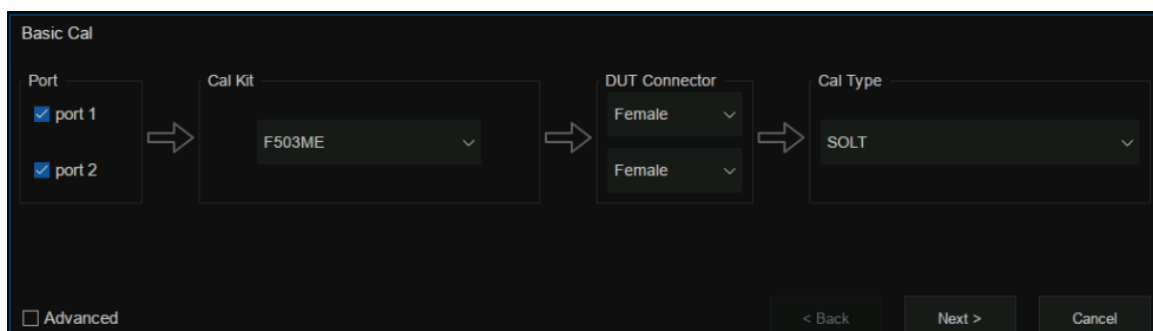 Basic Cal
Port
Cal Kit
DUT Connector
Cal Type
port 1
Female
F503ME
SOLT
port 2
Female
Advanced
< Back
Next >
Cancel